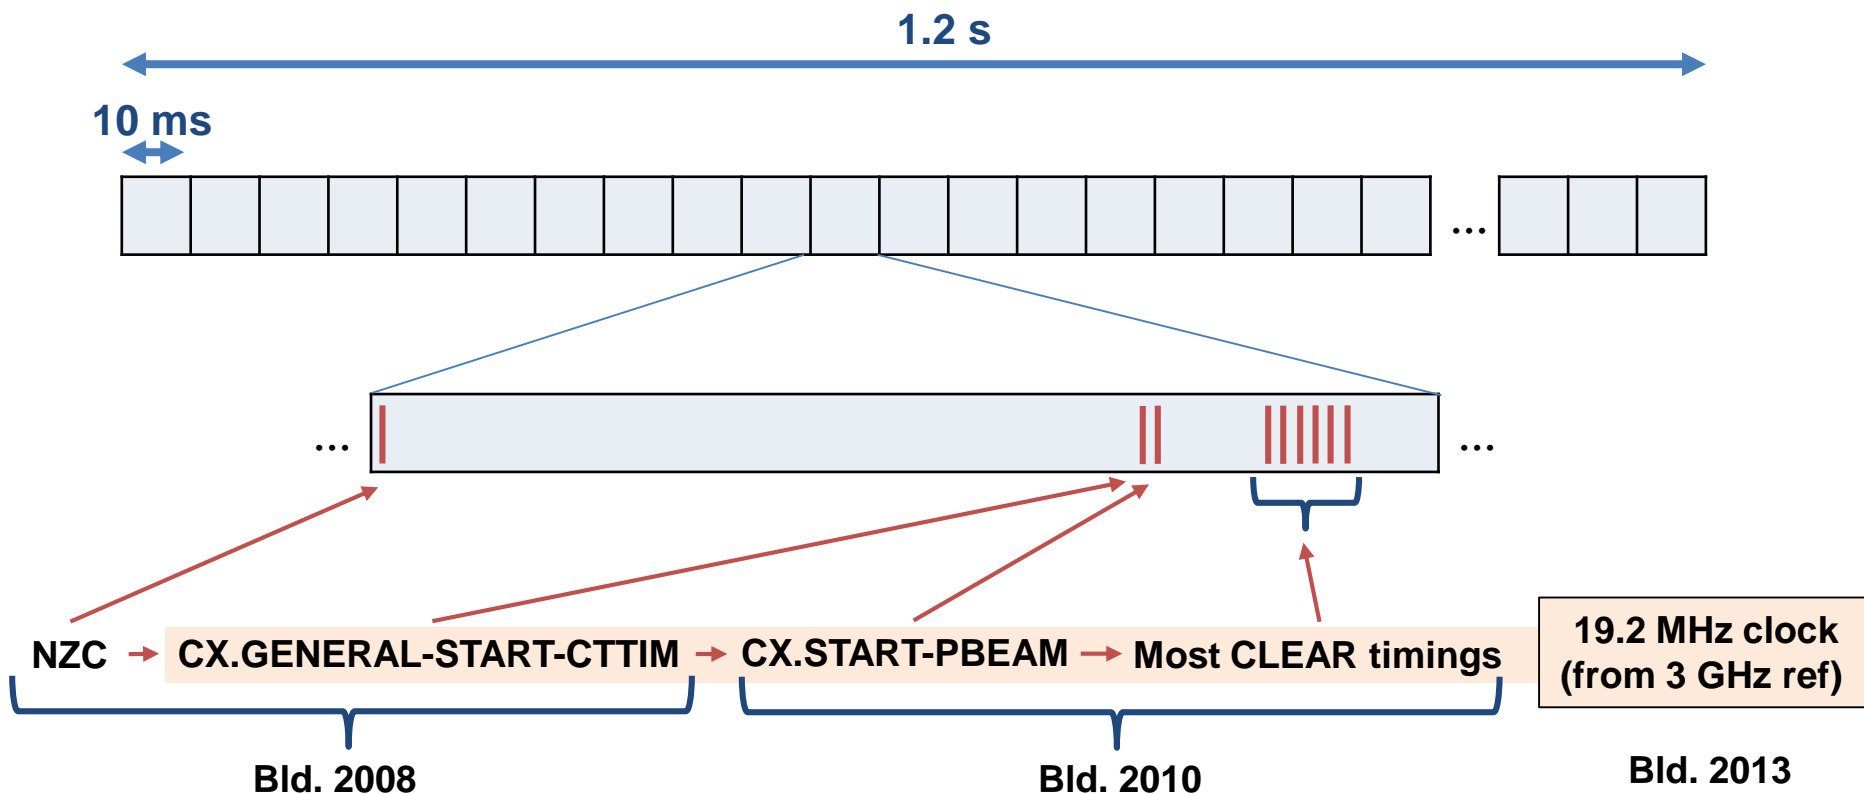 1.2 s
10 ms
...
... ...
NZC CX.GENERAL-START-CTTIM CX.START-PBEAM Most CLEAR timings
19.2 MHz clock
(from 3 GHz ref)
Bld. 2008 Bld. 2010 Bld. 2013